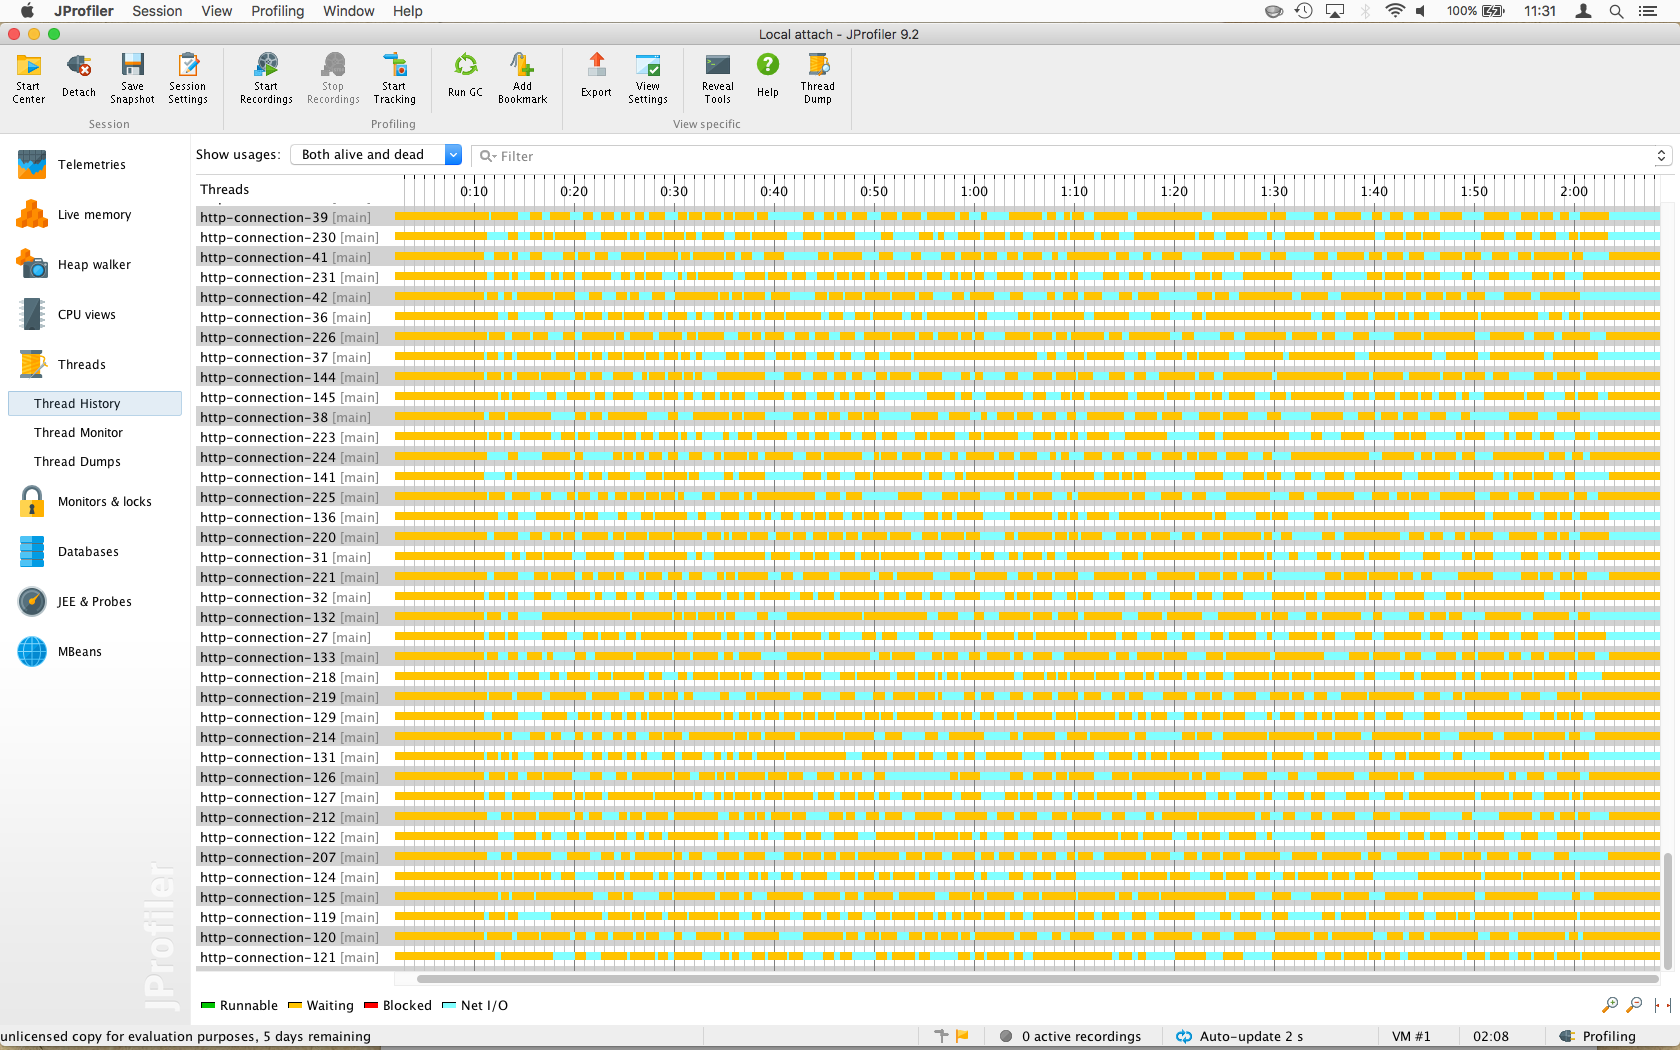 JProfiler Session View Profiling Window Help 100% 11:31
Local attach - JProfiler 9.2
Start Center
Detach
Save Snapshot
Session Settings
Start Recordings
Stop Recordings
Start Tracking
Run GC
Add Bookmark
Export
View Settings
Reveal Tools
Help
Thread Dump
Session Profiling View specific
Telemetries
Live memory
Heap walker
CPU views
Threads
Thread History
Thread Monitor
Thread Dumps
Monitors & locks
Databases
JEE & Probes
MBeans
JProfiler
Show usages: Both alive and dead Filter
Threads 0:10 0:20 0:30 0:40 0:50 1:00 1:10 1:20 1:30 1:40 1:50 2:00
http-connection-39 [main]
http-connection-230 [main]
http-connection-41 [main]
http-connection-231 [main]
http-connection-42 [main]
http-connection-36 [main]
http-connection-226 [main]
http-connection-37 [main]
http-connection-144 [main]
http-connection-145 [main]
http-connection-38 [main]
http-connection-223 [main]
http-connection-224 [main]
http-connection-141 [main]
http-connection-225 [main]
http-connection-136 [main]
http-connection-220 [main]
http-connection-31 [main]
http-connection-221 [main]
http-connection-32 [main]
http-connection-132 [main]
http-connection-27 [main]
http-connection-133 [main]
http-connection-218 [main]
http-connection-219 [main]
http-connection-129 [main]
http-connection-214 [main]
http-connection-131 [main]
http-connection-126 [main]
http-connection-127 [main]
http-connection-212 [main]
http-connection-122 [main]
http-connection-207 [main]
http-connection-124 [main]
http-connection-125 [main]
http-connection-119 [main]
http-connection-120 [main]
http-connection-121 [main]
Runnable Waiting Blocked Net I/O
unlicensed copy for evaluation purposes, 5 days remaining 0 active recordings Auto-update 2 s VM #1 02:08 Profiling